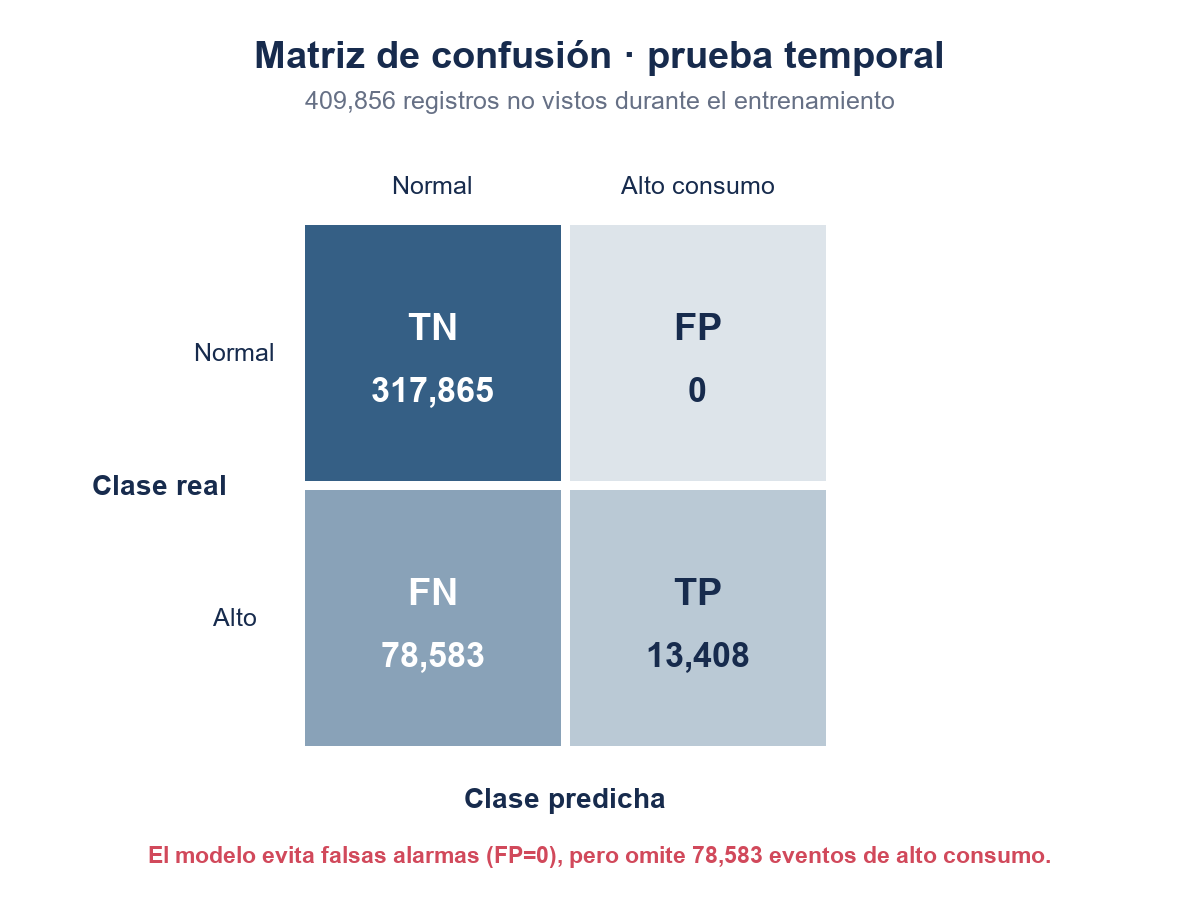 Matriz de confusión · prueba temporal
409,856 registros no vistos durante el entrenamiento
Normal
Alto consumo
TN
FP
Normal
317,865
0
Clase real
FN
TP
Alto
78,583
13,408
Clase predicha
El modelo evita falsas alarmas (FP=0), pero omite 78,583 eventos de alto consumo.